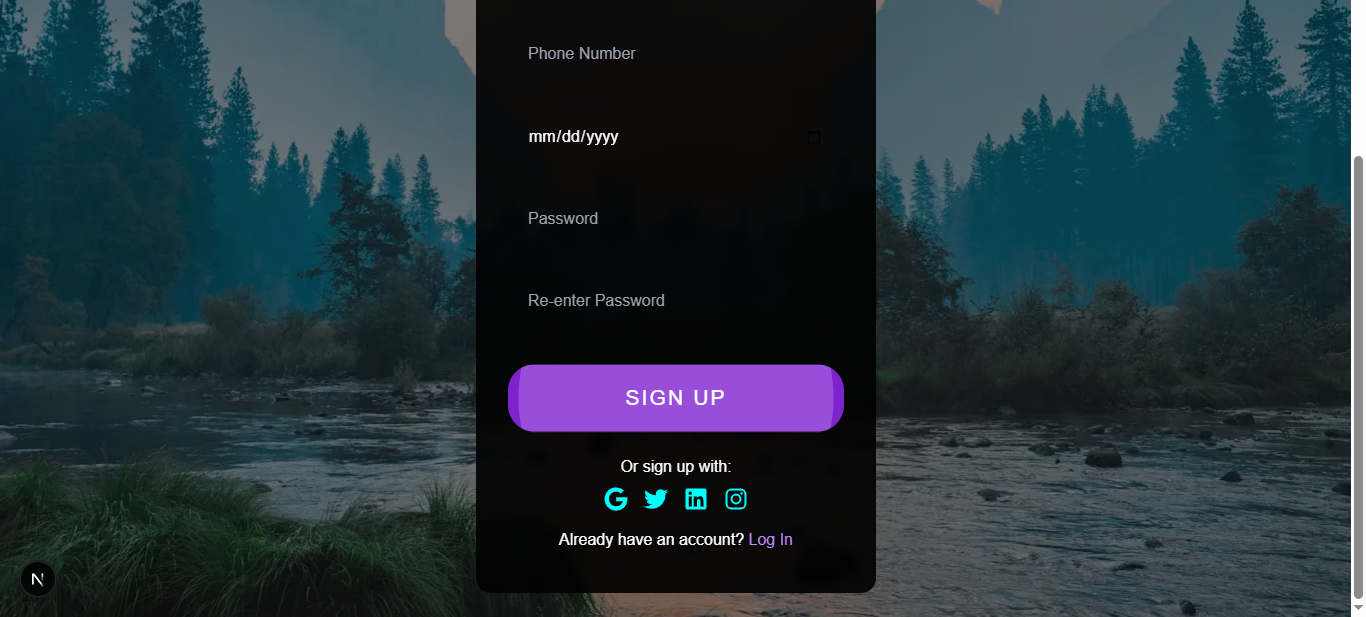 Phone Number
mm/dd/yyyy
Password
Re-enter Password
SIGN UP
Or sign up with:
Already have an account? Log In
N